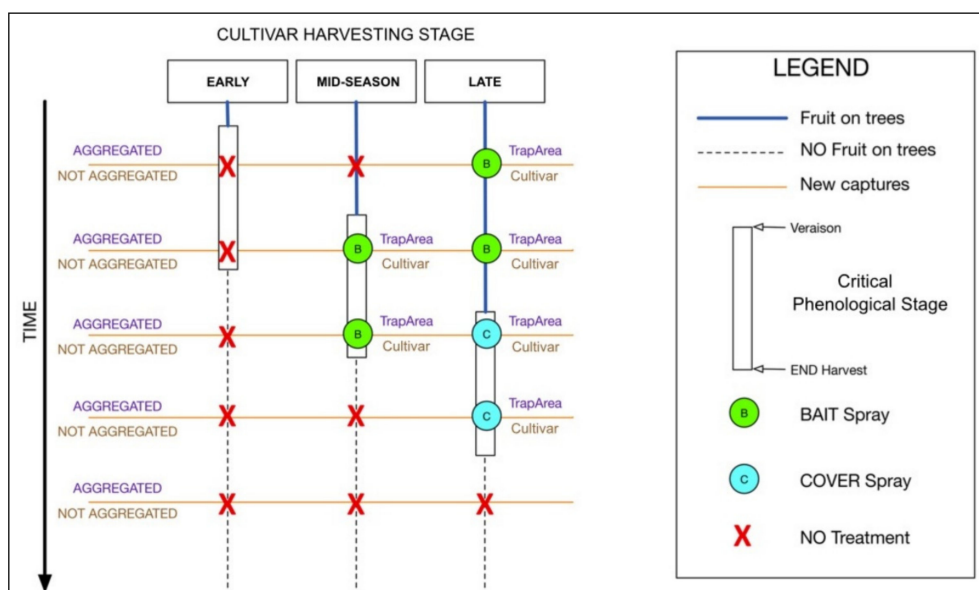 CULTIVAR HARVESTING STAGE
EARLY
MID-SEASON
LATE
TIME
AGGREGATED
NOT AGGREGATED
X
X
B
TrapArea
Cultivar
AGGREGATED
NOT AGGREGATED
X
B
TrapArea
Cultivar
B
TrapArea
Cultivar
AGGREGATED
NOT AGGREGATED
X
B
TrapArea
Cultivar
C
TrapArea
Cultivar
AGGREGATED
NOT AGGREGATED
X
X
C
TrapArea
Cultivar
AGGREGATED
NOT AGGREGATED
X
X
X
LEGEND
Fruit on trees
NO Fruit on trees
New captures
Veraison
Critical
Phenological Stage
END Harvest
B
BAIT Spray
C
COVER Spray
X
NO Treatment